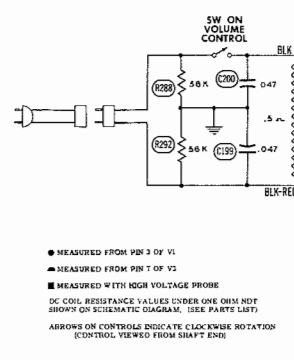 SW ON
VOLUME
CONTROL
BLK
R288
56K
C200
.047
.5
R292
56K
C199
.047
BLK-RED
MEASURED FROM PIN 3 OF V1
MEASURED FROM PIN 7 OF V3
MEASURED WITH HIGH VOLTAGE PROBE
DC COIL RESISTANCE VALUES UNDER ONE OHM NOT
SHOWN ON SCHEMATIC DIAGRAM. (SEE PARTS LIST)
ARROWS ON CONTROLS INDICATE CLOCKWISE ROTATION
(CONTROL VIEWED FROM SHAFT END)